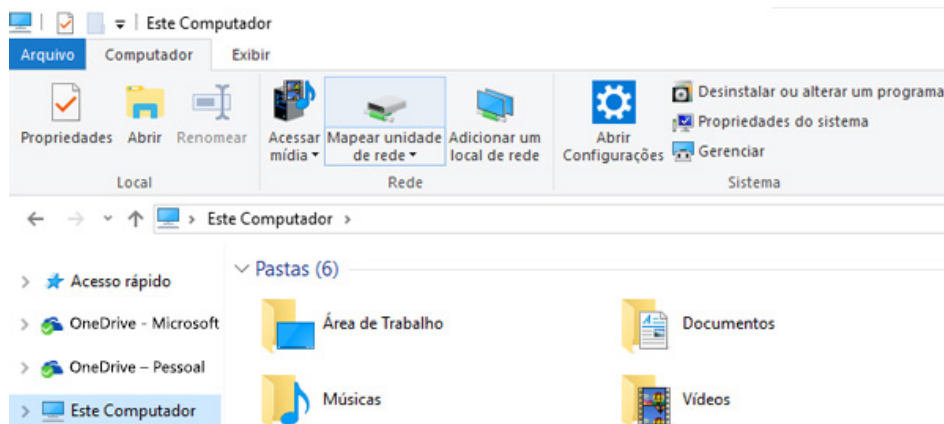 Este Computador
Arquivo Computador Exibir
Propriedades Abrir Renomear
Acessar mídia
Mapear unidade de rede
Adicionar um local de rede
Abrir Configurações
Desinstalar ou alterar um programa
Propriedades do sistema
Gerenciar
Local Rede Sistema
Este Computador
Pastas (6)
Acesso rápido
Área de Trabalho Documentos
OneDrive - Microsoft
OneDrive – Pessoal
Músicas Vídeos
Este Computador